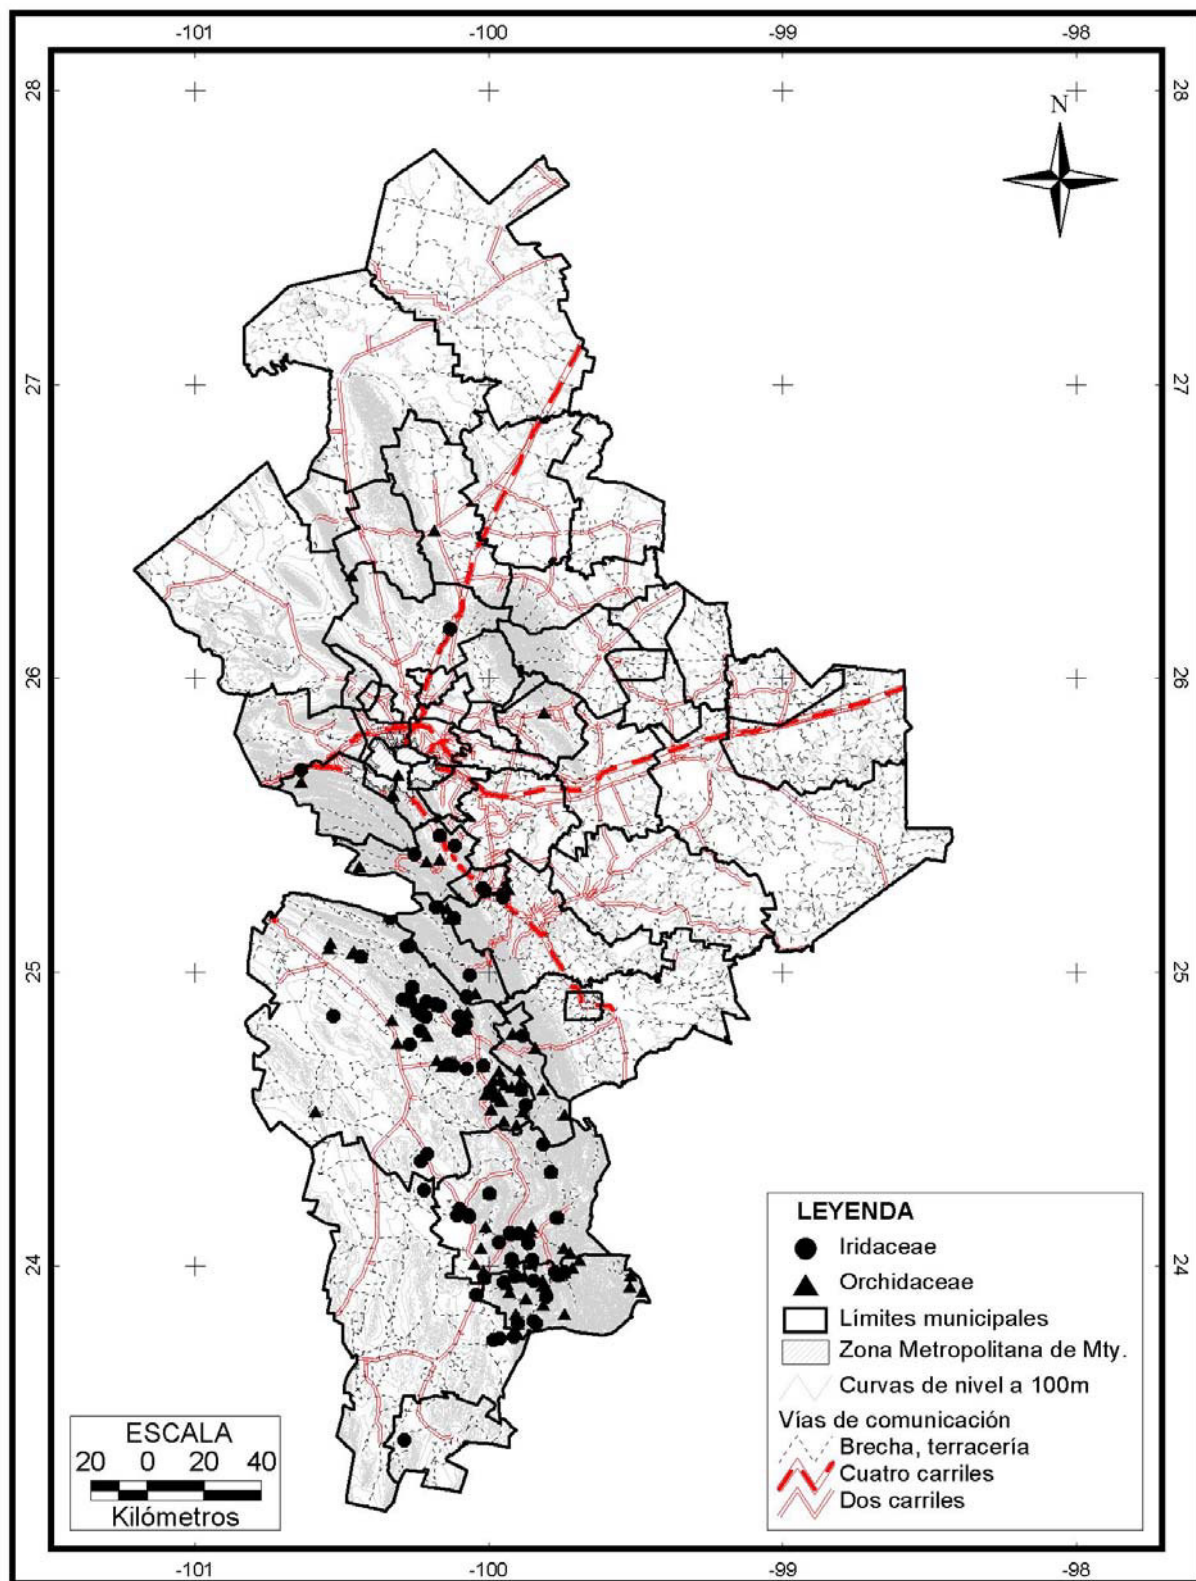 -101 -100 -99 -98
28 28
N
27 27
26 26
25 25
24 24
LEYENDA
Iridaceae
Orchidaceae
Límites municipales
Zona Metropolitana de Mty.
Curvas de nivel a 100m
Vías de comunicación
Brecha, terracería
Cuatro carriles
Dos carriles
ESCALA
20 0 20 40
Kilómetros
-101 -100 -99 -98